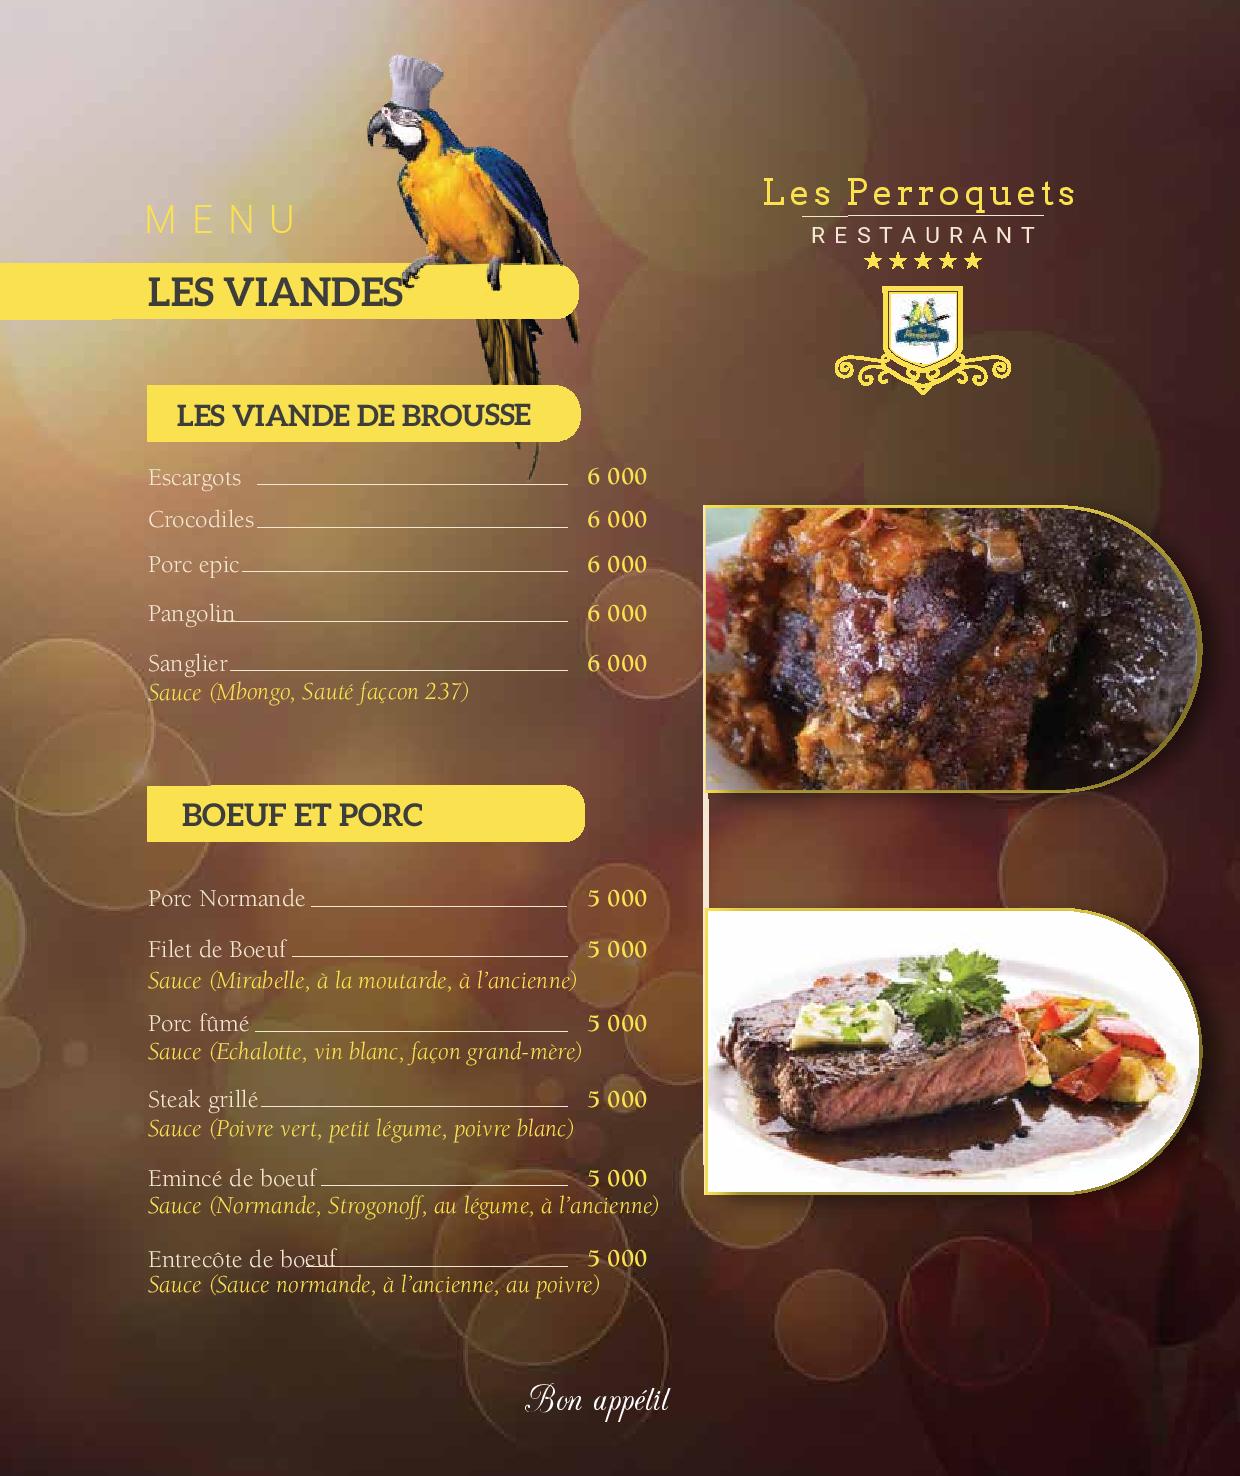 MENU
LES VIANDES
Les Perroquets
RESTAURANT
LES VIANDE DE BROUSSE
Escargots 6 000
Crocodiles 6 000
Porc epic 6 000
Pangolin 6 000
Sanglier 6 000
Sauce (Mbongo, Sauté façcon 237)
BOEUF ET PORC
Porc Normande 5 000
Filet de Boeuf 5 000
Sauce (Mirabelle, à la moutarde, à l'ancienne)
Porc fûmé 5 000
Sauce (Echalotte, vin blanc, façon grand-mère)
Steak grillé 5 000
Sauce (Poivre vert, petit légume, poivre blanc)
Emincé de boeuf 5 000
Sauce (Normande, Strogonoff, au légume, à l'ancienne)
Entrecôte de boeuf 5 000
Sauce (Sauce normande, à l'ancienne, au poivre)
Bon appétit